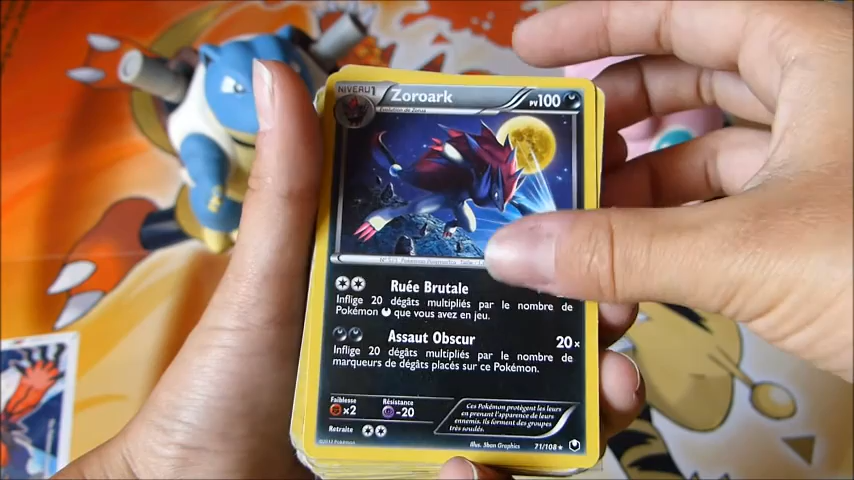 NIVEAU 1 Zoroark PV100
Évolution de Zorua
Ruée Brutale
Inflige 20 dégâts multipliés par le nombre de
Pokémon que vous avez en jeu.
Assaut Obscur 20×
Inflige 20 dégâts multipliés par le nombre de
marqueurs de dégâts placés sur ce Pokémon.
Faiblesse Résistance
×2 -20
Retraite
Ces Pokémon protègent les leurs
en prenant l'apparence de leurs
ennemis. Ils forment des groupes
très soudés.
Illus. 5ban Graphics 71/108